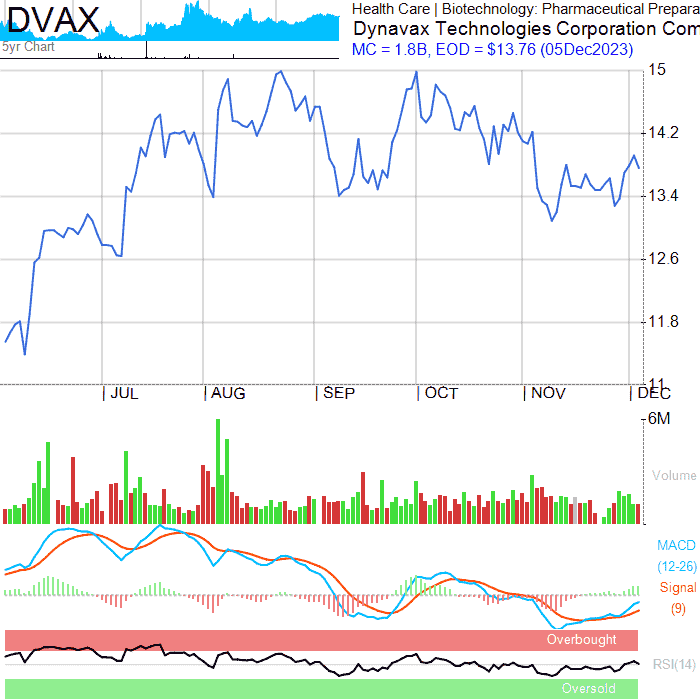 DVAX
5yr Chart
Health Care | Biotechnology: Pharmaceutical Prepara
Dynavax Technologies Corporation Com
MC = 1.8B, EOD = $13.76 (05Dec2023)
15
14.2
13.4
12.6
11.8
11
JUL AUG SEP OCT NOV DEC
6M
Volume
MACD
(12-26)
Signal
(9)
Overbought
RSI(14)
Oversold